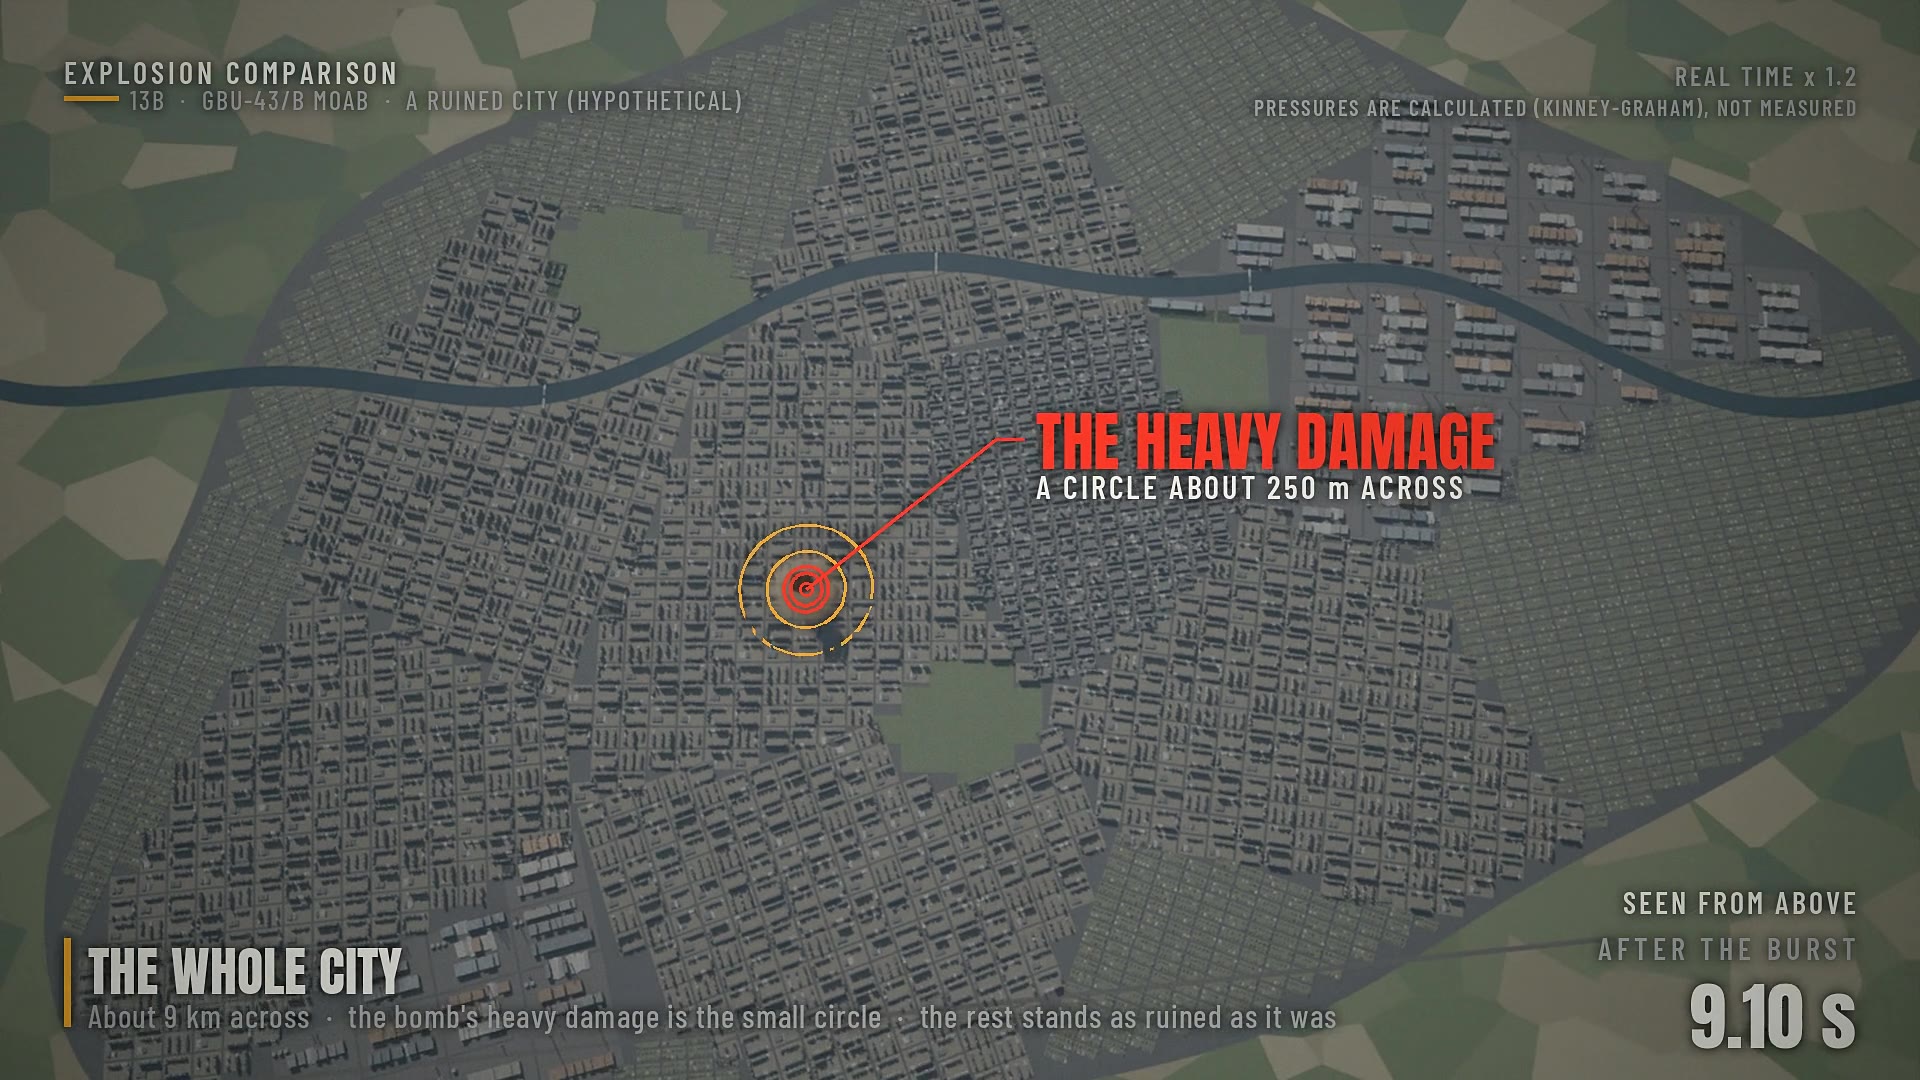 EXPLOSION COMPARISON
13B · GBU-43/B MOAB · A RUINED CITY (HYPOTHETICAL)
REAL TIME x 1.2
PRESSURES ARE CALCULATED (KINNEY-GRAHAM), NOT MEASURED
THE HEAVY DAMAGE
A CIRCLE ABOUT 250 m ACROSS
THE WHOLE CITY
About 9 km across · the bomb's heavy damage is the small circle · the rest stands as ruined as it was
SEEN FROM ABOVE
AFTER THE BURST
9.10 s